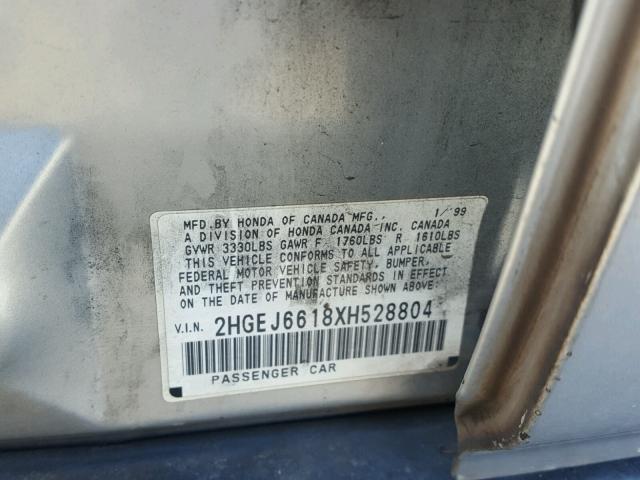 MFD. BY HONDA OF CANADA MFG., 1/'99
A DIVISION OF HONDA CANADA INC. CANADA
GVWR 3330LBS GAWR F 1760LBS R 1610LBS
THIS VEHICLE CONFORMS TO ALL APPLICABLE
FEDERAL MOTOR VEHICLE SAFETY, BUMPER,
AND THEFT PREVENTION STANDARDS IN EFFECT
ON THE DATE OF MANUFACTURE SHOWN ABOVE.
V.I.N. 2HGEJ6618XH528804
PASSENGER CAR